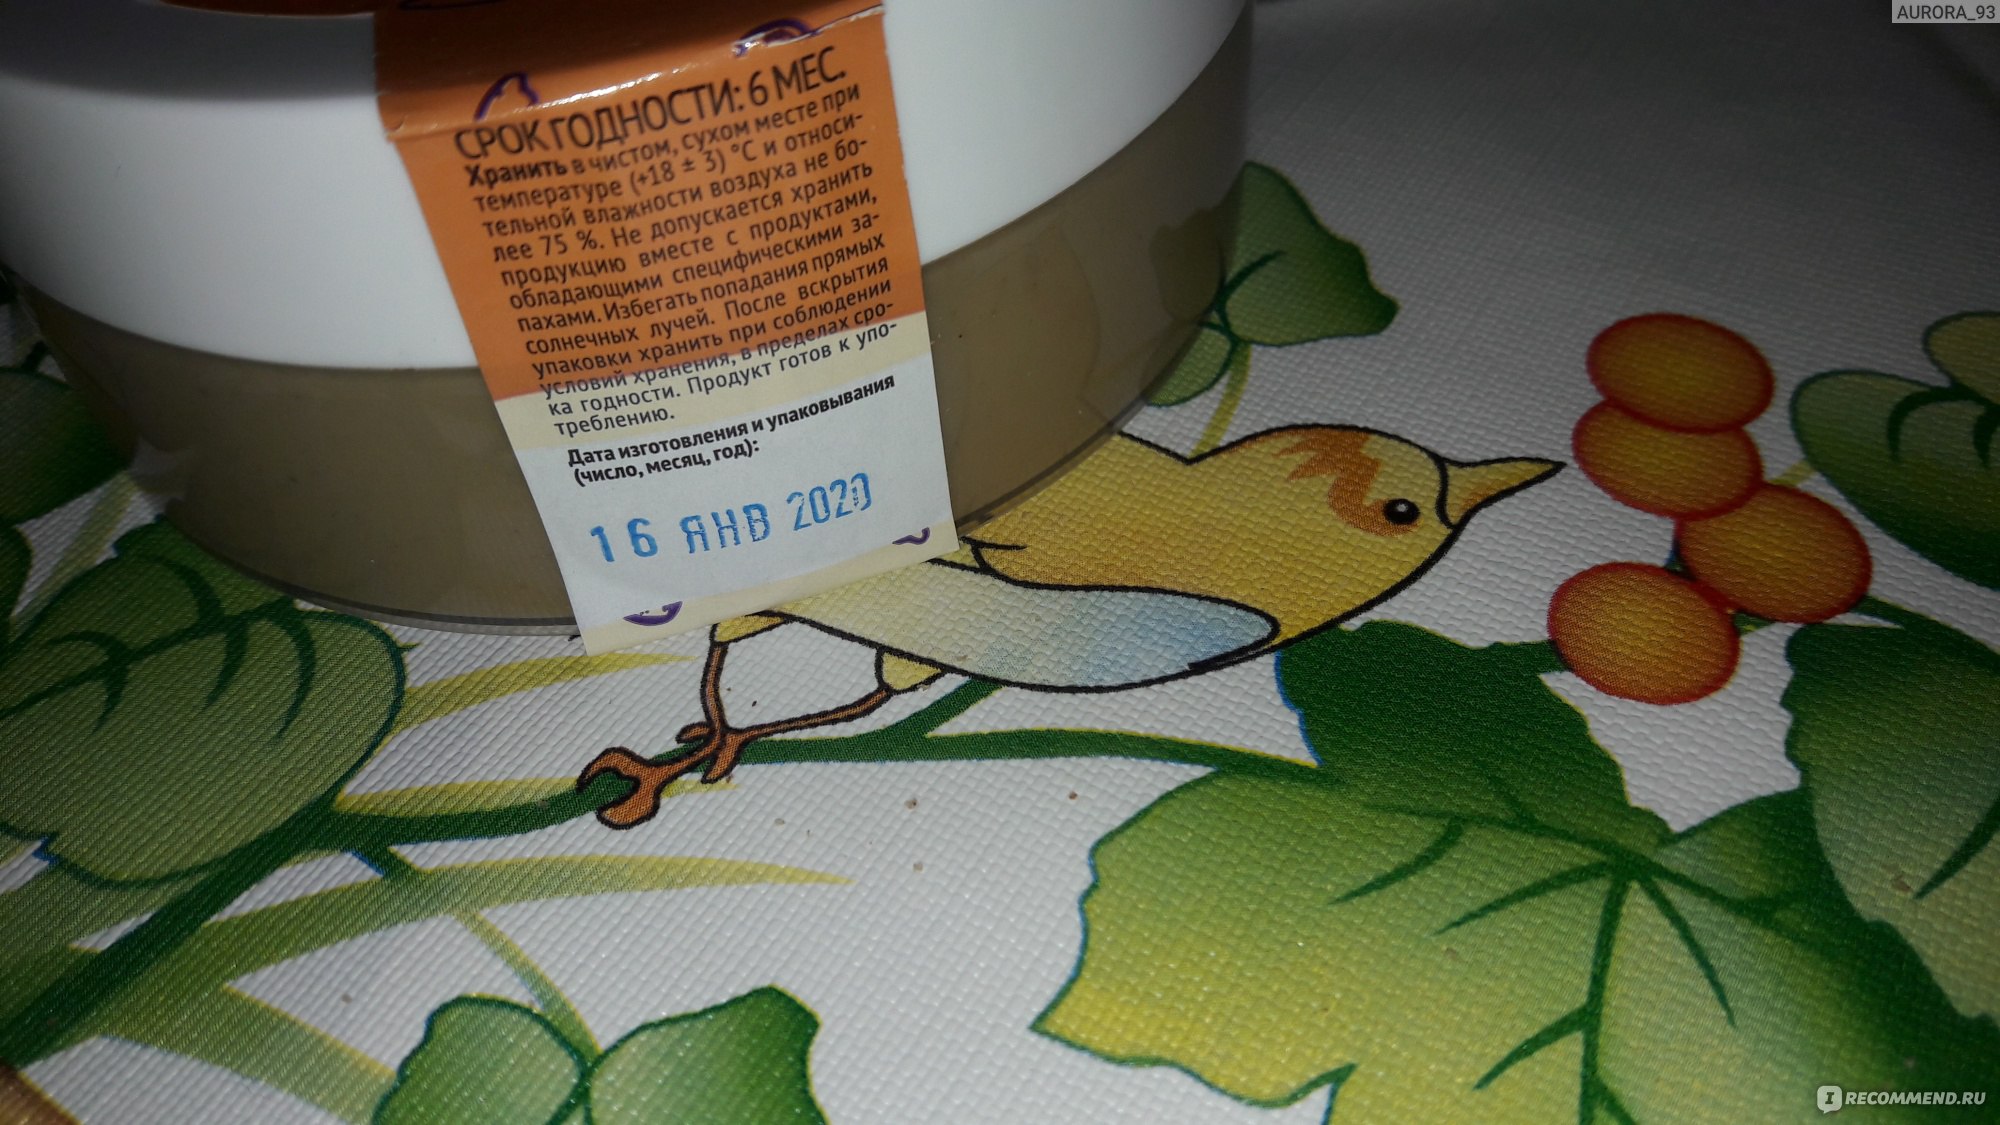 AURORA_93
СРОК ГОДНОСТИ: 6 МЕС.
Хранить в чистом, сухом месте при
температуре (+18 ± 3) °С и относи-
тельной влажности воздуха не бо-
лее 75 %. Не допускается хранить
продукцию вместе с продуктами,
обладающими специфическими за-
пахами. Избегать попадания прямых
солнечных лучей. После вскрытия
упаковки хранить при соблюдении
условий хранения, в пределах сро-
ка годности. Продукт готов к упо-
треблению.
Дата изготовления и упаковывания
(число, месяц, год):
16 ЯНВ 2020
IRECOMMEND.RU